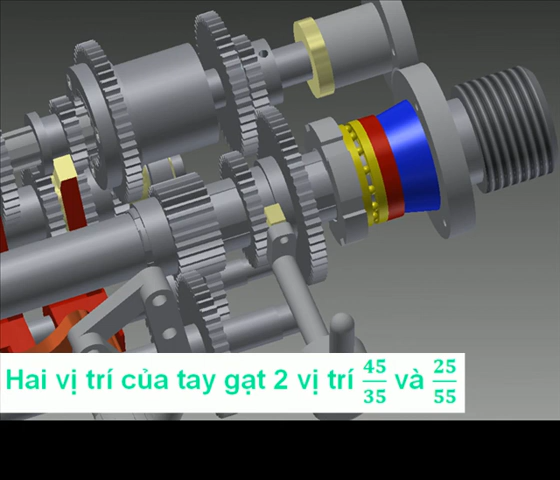 Hai vị trí của tay gạt 2 vị trí 45/35 và 25/55